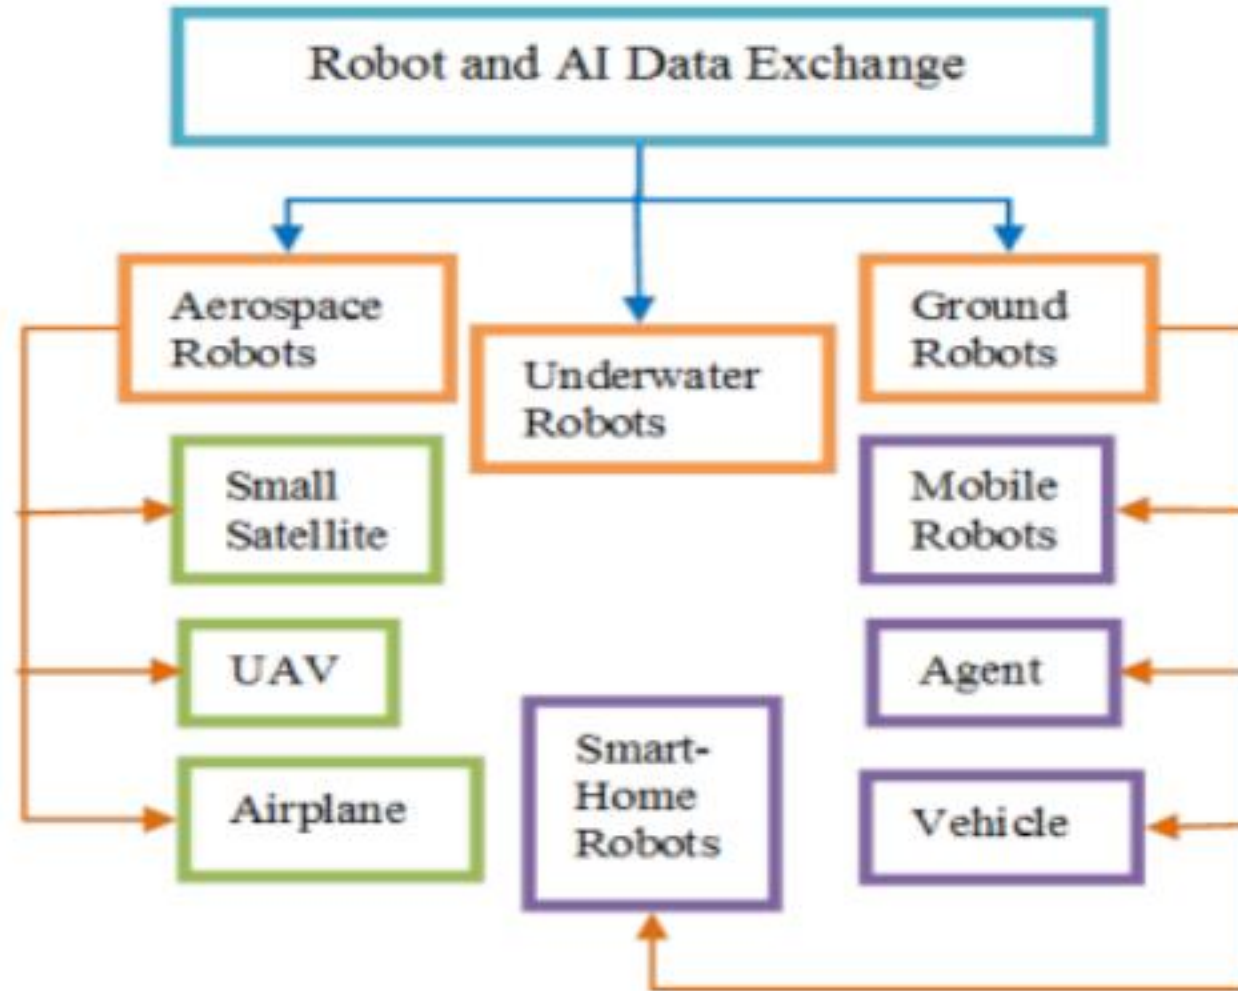 Robot and AI Data Exchange
Aerospace
Robots
Underwater
Robots
Ground
Robots
Small
Satellite
UAV
Airplane
Mobile
Robots
Agent
Vehicle
Smart-
Home
Robots